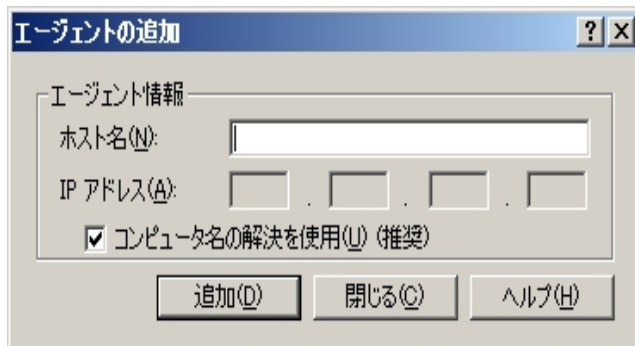 エージェントの追加
エージェント情報
ホスト名(N):
IP アドレス(A):
. . .
コンピュータ名の解決を使用(U) (推奨)
追加(D) 閉じる(C) ヘルプ(H)